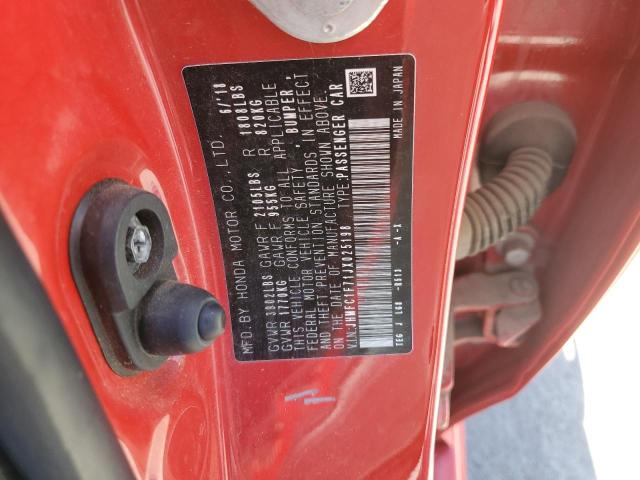 MFD.BY HONDA MOTOR CO.,LTD. 6/'18
GVWR 3902LBS GAWR F 2105LBS R 1808LBS
GVWR 1770KG GAWR F 955KG R 820KG
THIS VEHICLE CONFORMS TO ALL APPLICABLE
FEDERAL MOTOR VEHICLE SAFETY , BUMPER ,
AND THEFT PREVENTION STANDARDS IN EFFECT
ON THE DATE OF MANUFACTURE SHOWN ABOVE.
V.I.N: TYPE:PASSENGER CAR
TEG J -A -X MADE IN JAPAN